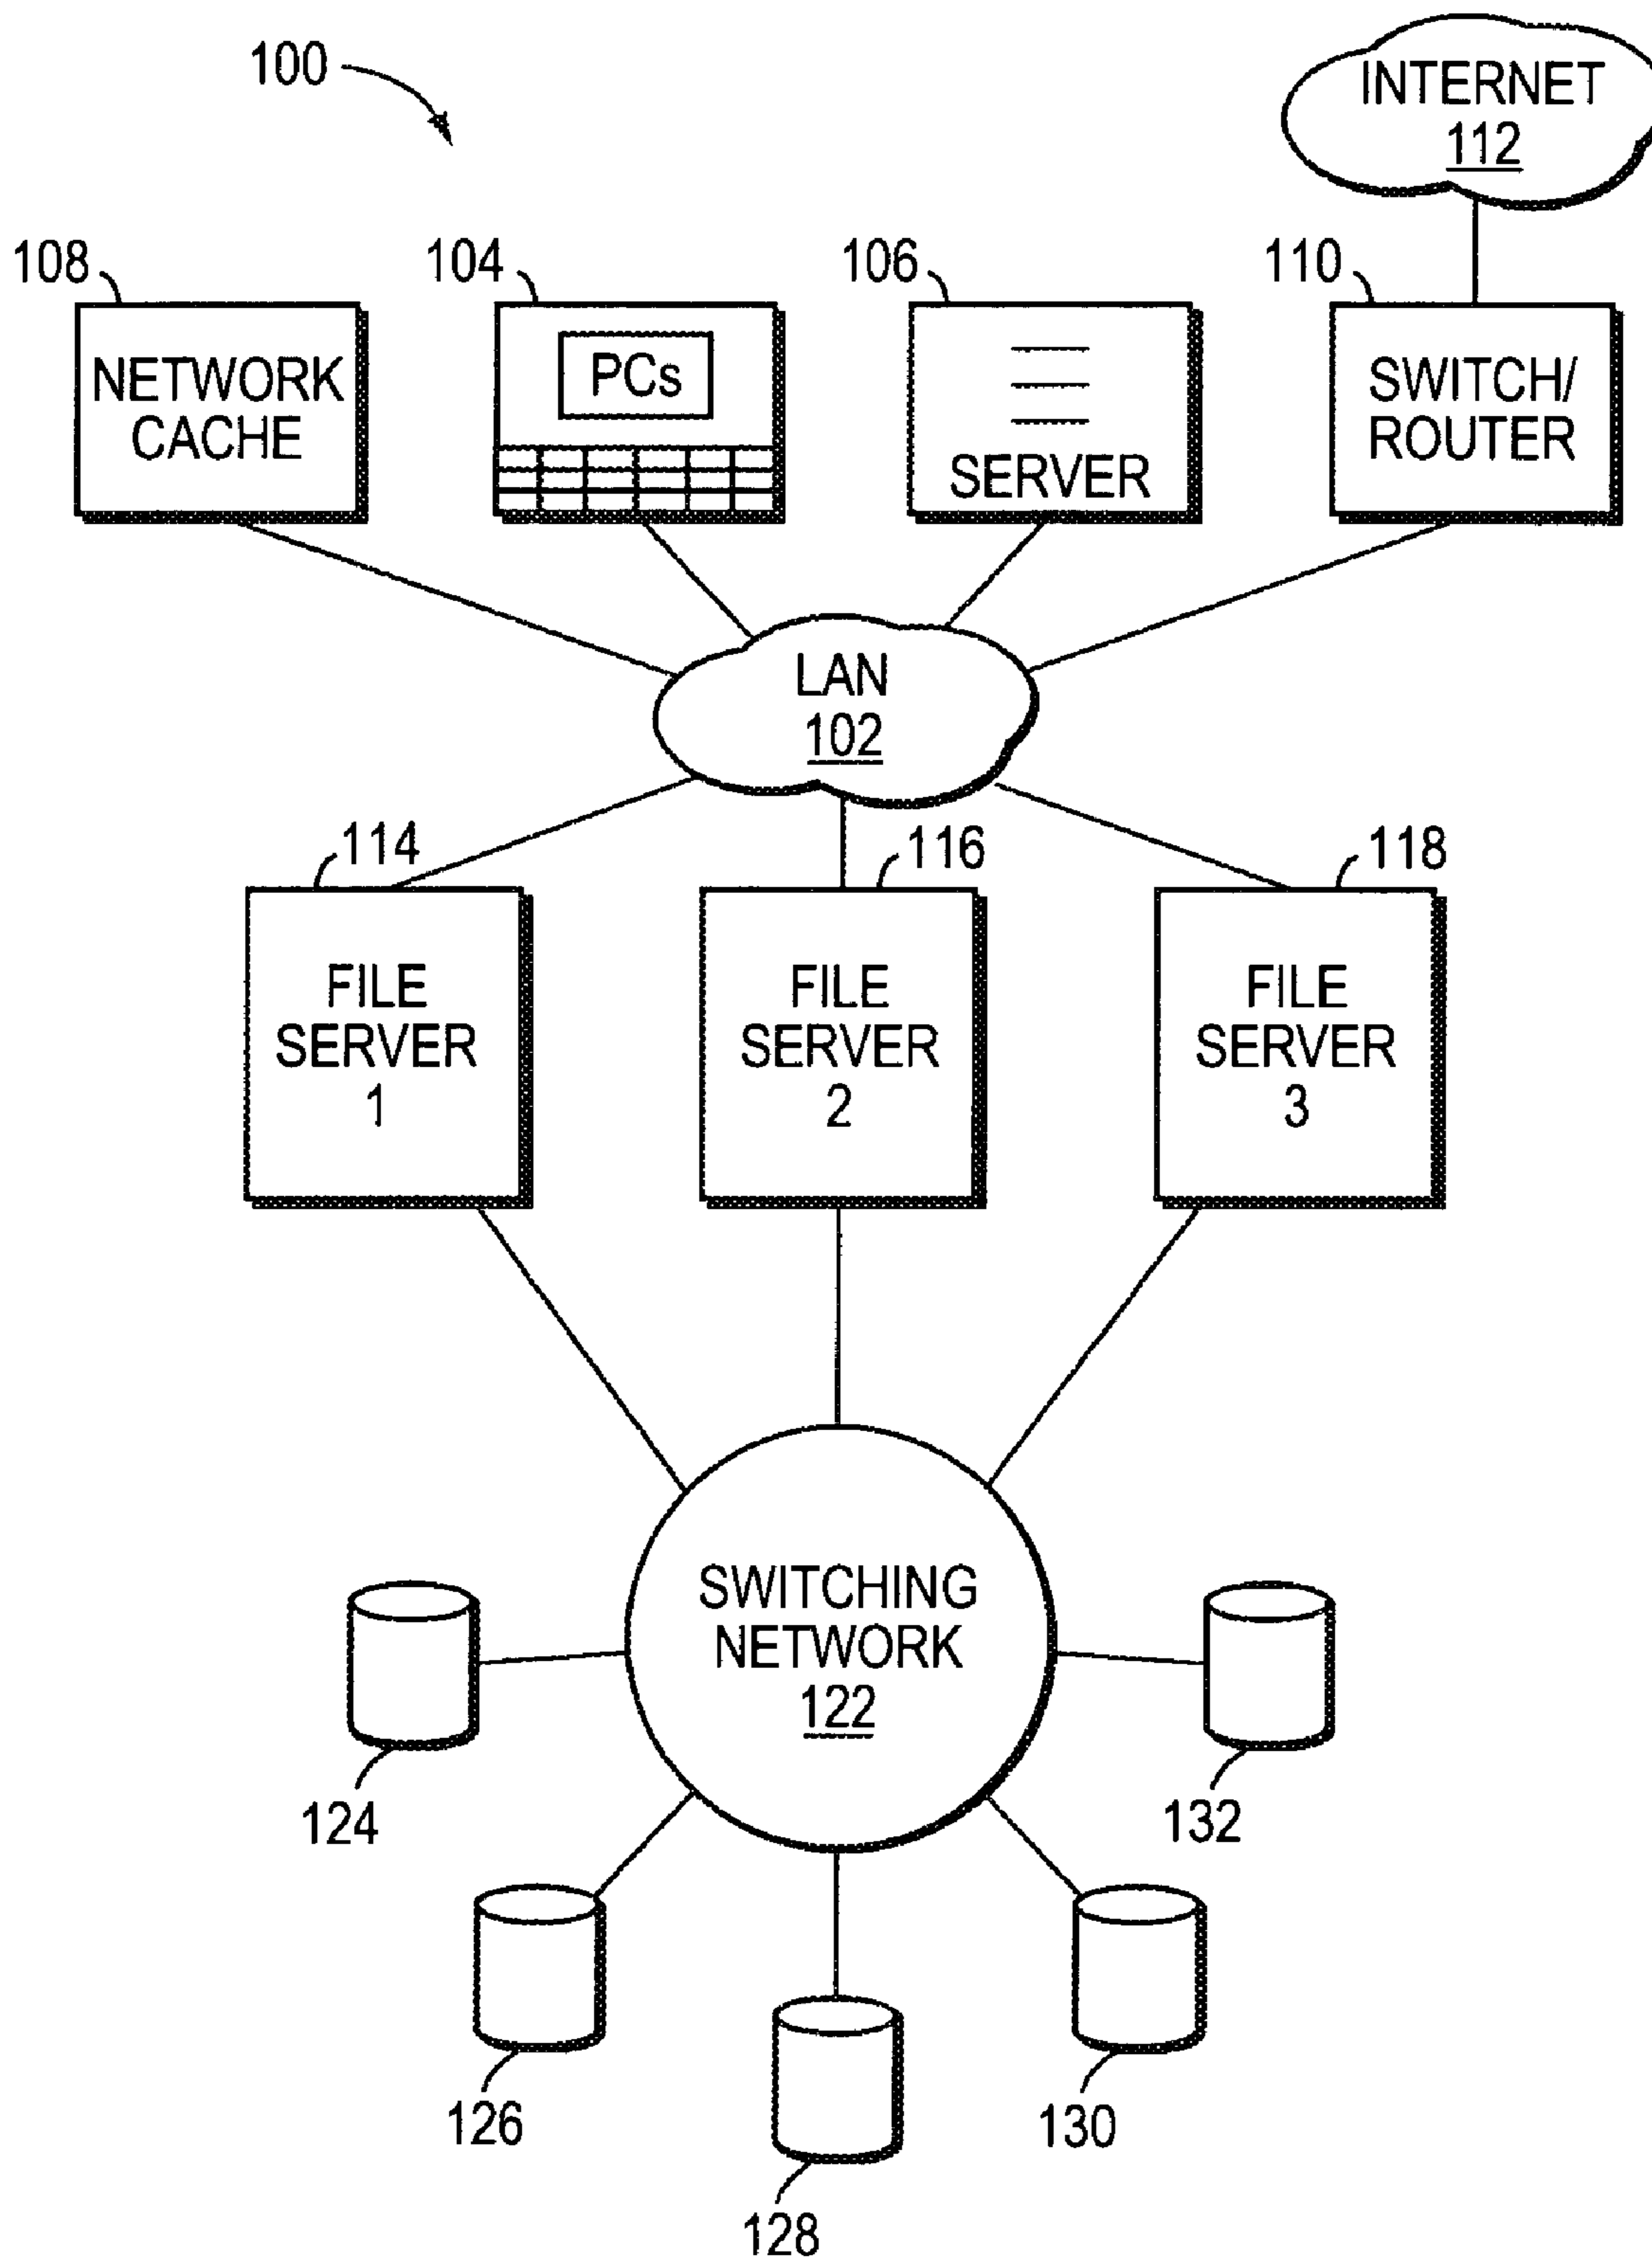 100
INTERNET
112
108
104
106
110
NETWORK
CACHE
PCs
SERVER
SWITCH/
ROUTER
LAN
102
114
116
118
FILE
SERVER
1
FILE
SERVER
2
FILE
SERVER
3
SWITCHING
NETWORK
122
124
132
126
130
128